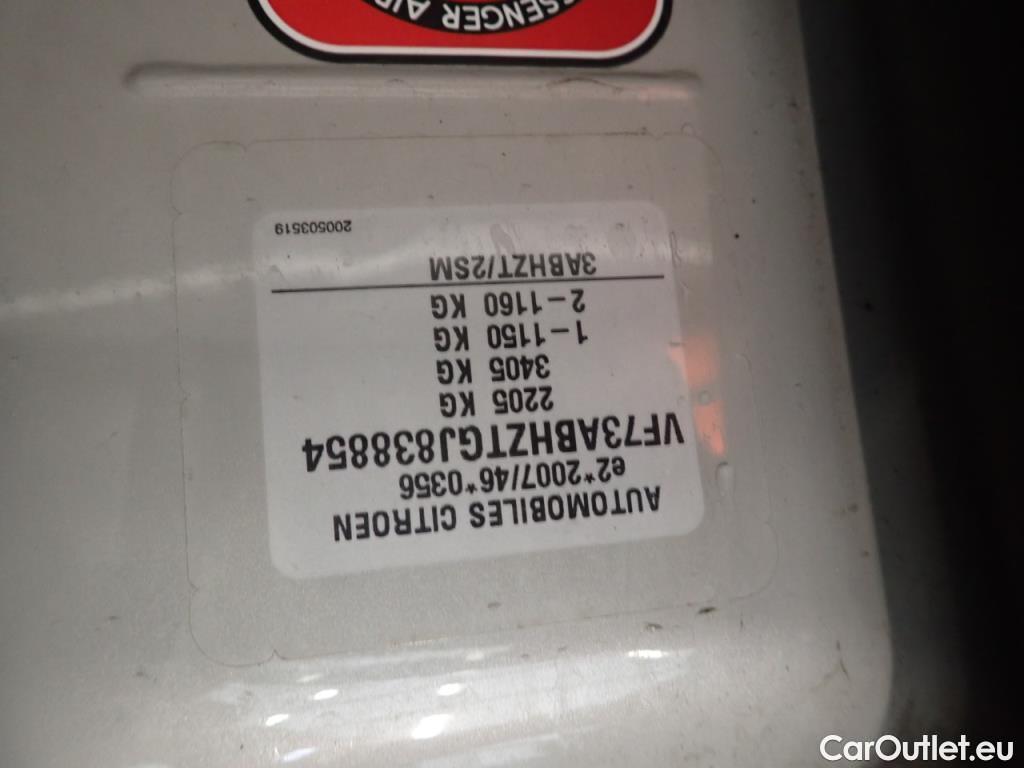 AUTOMOBILES CITROEN
e2*2007/46*0356
VF73ABHZTGJ838854
2205 KG
3405 KG
1-1150 KG
2-1160 KG
3ABHZT/2SM
200503519
CarOutlet.eu